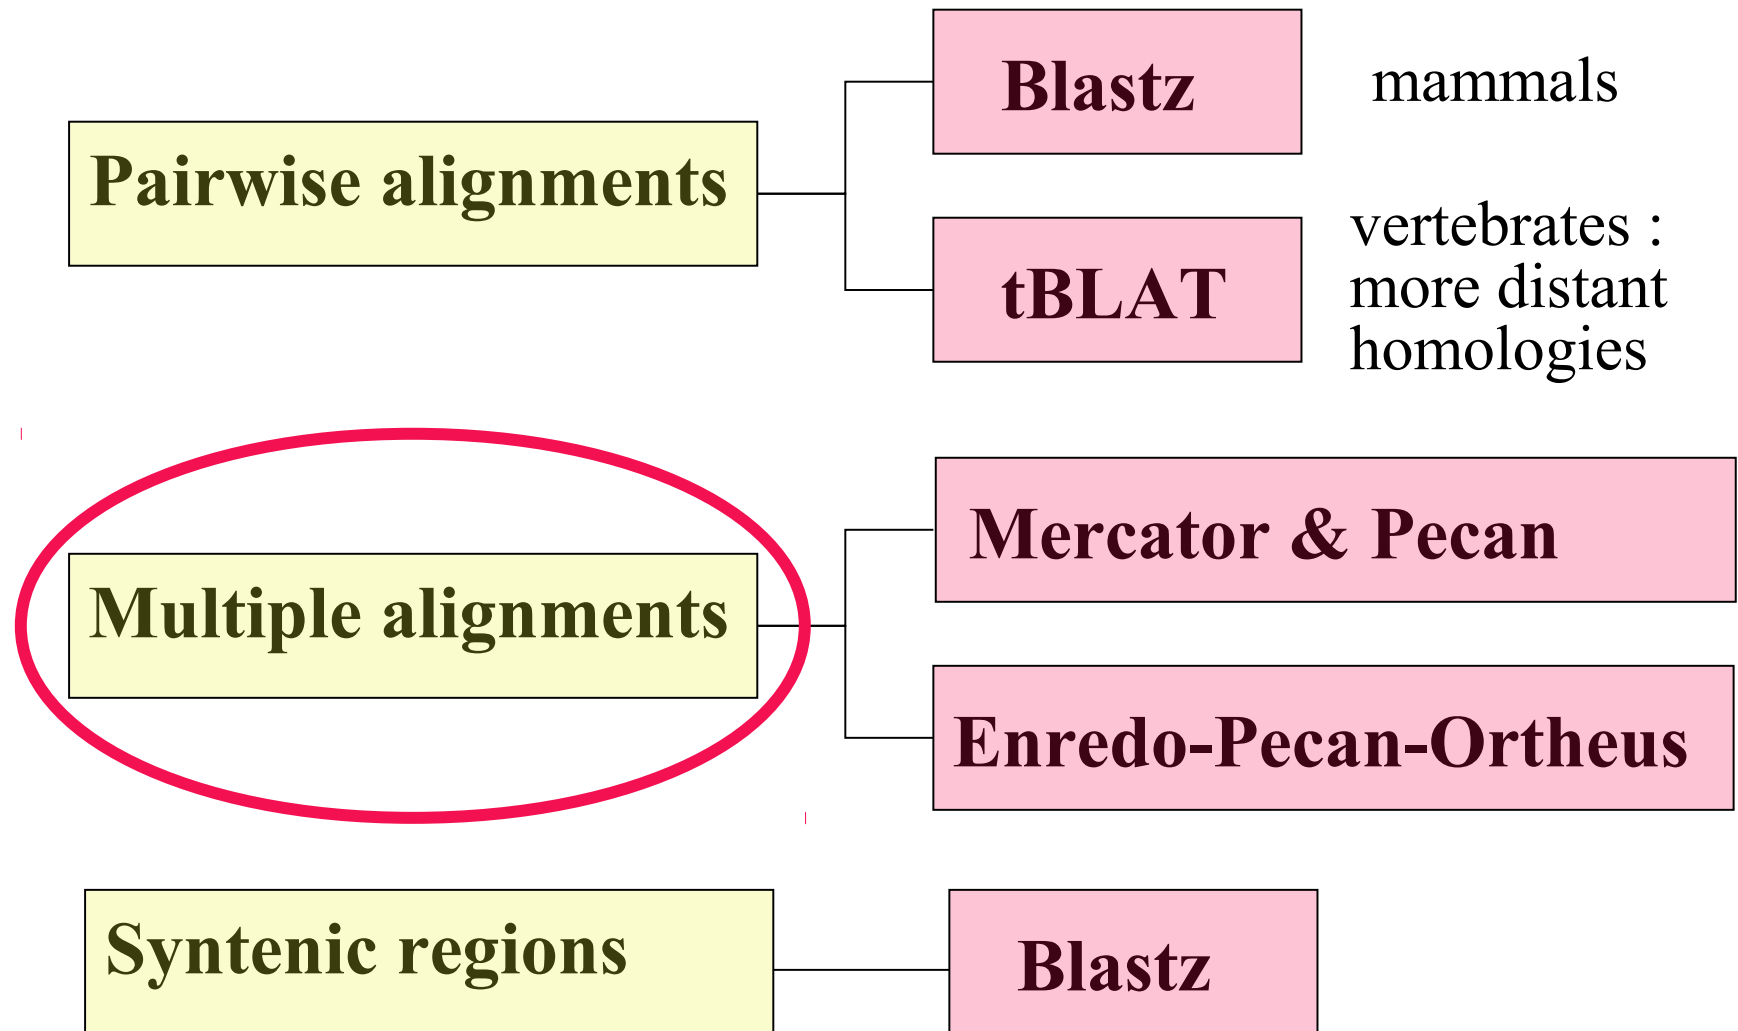 Blastz
mammals
Pairwise alignments
tBLAT
vertebrates :
more distant
homologies
Mercator & Pecan
Multiple alignments
Enredo-Pecan-Ortheus
Syntenic regions
Blastz